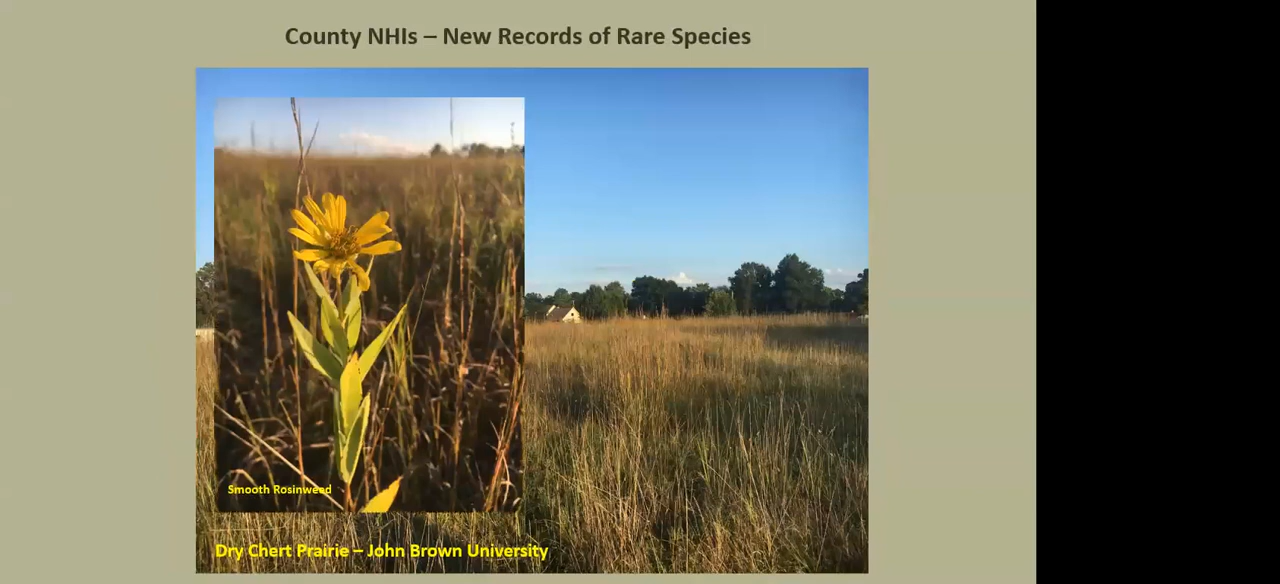 County NHIs – New Records of Rare Species
Smooth Rosinweed
Dry Chert Prairie – John Brown University